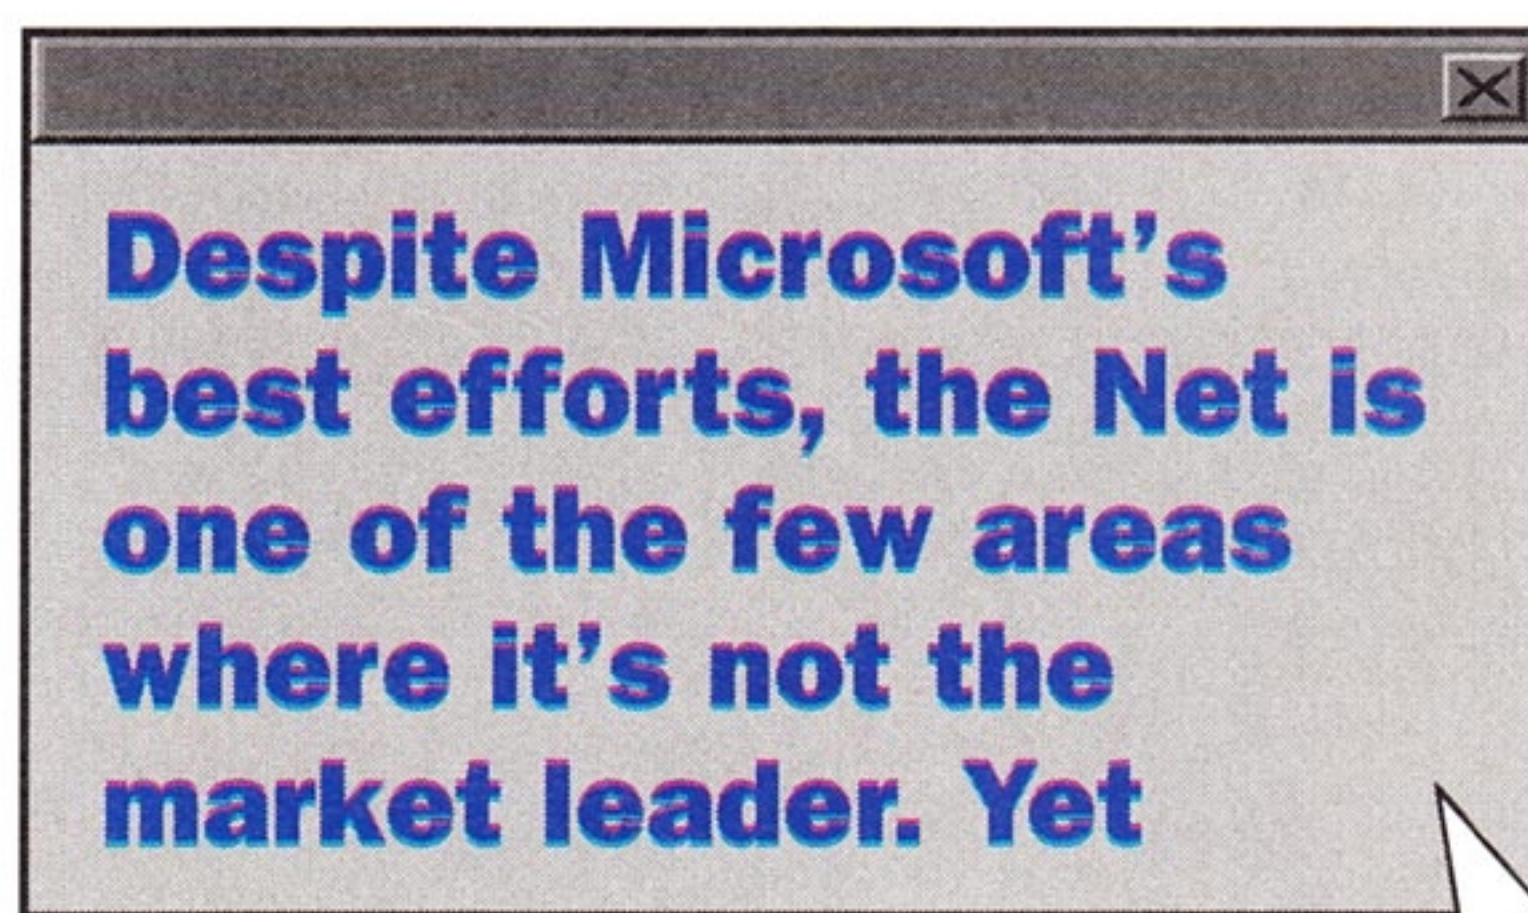 Despite Microsoft’s
best efforts, the Net is
one of the few areas
where it’s not the
market leader. Yet